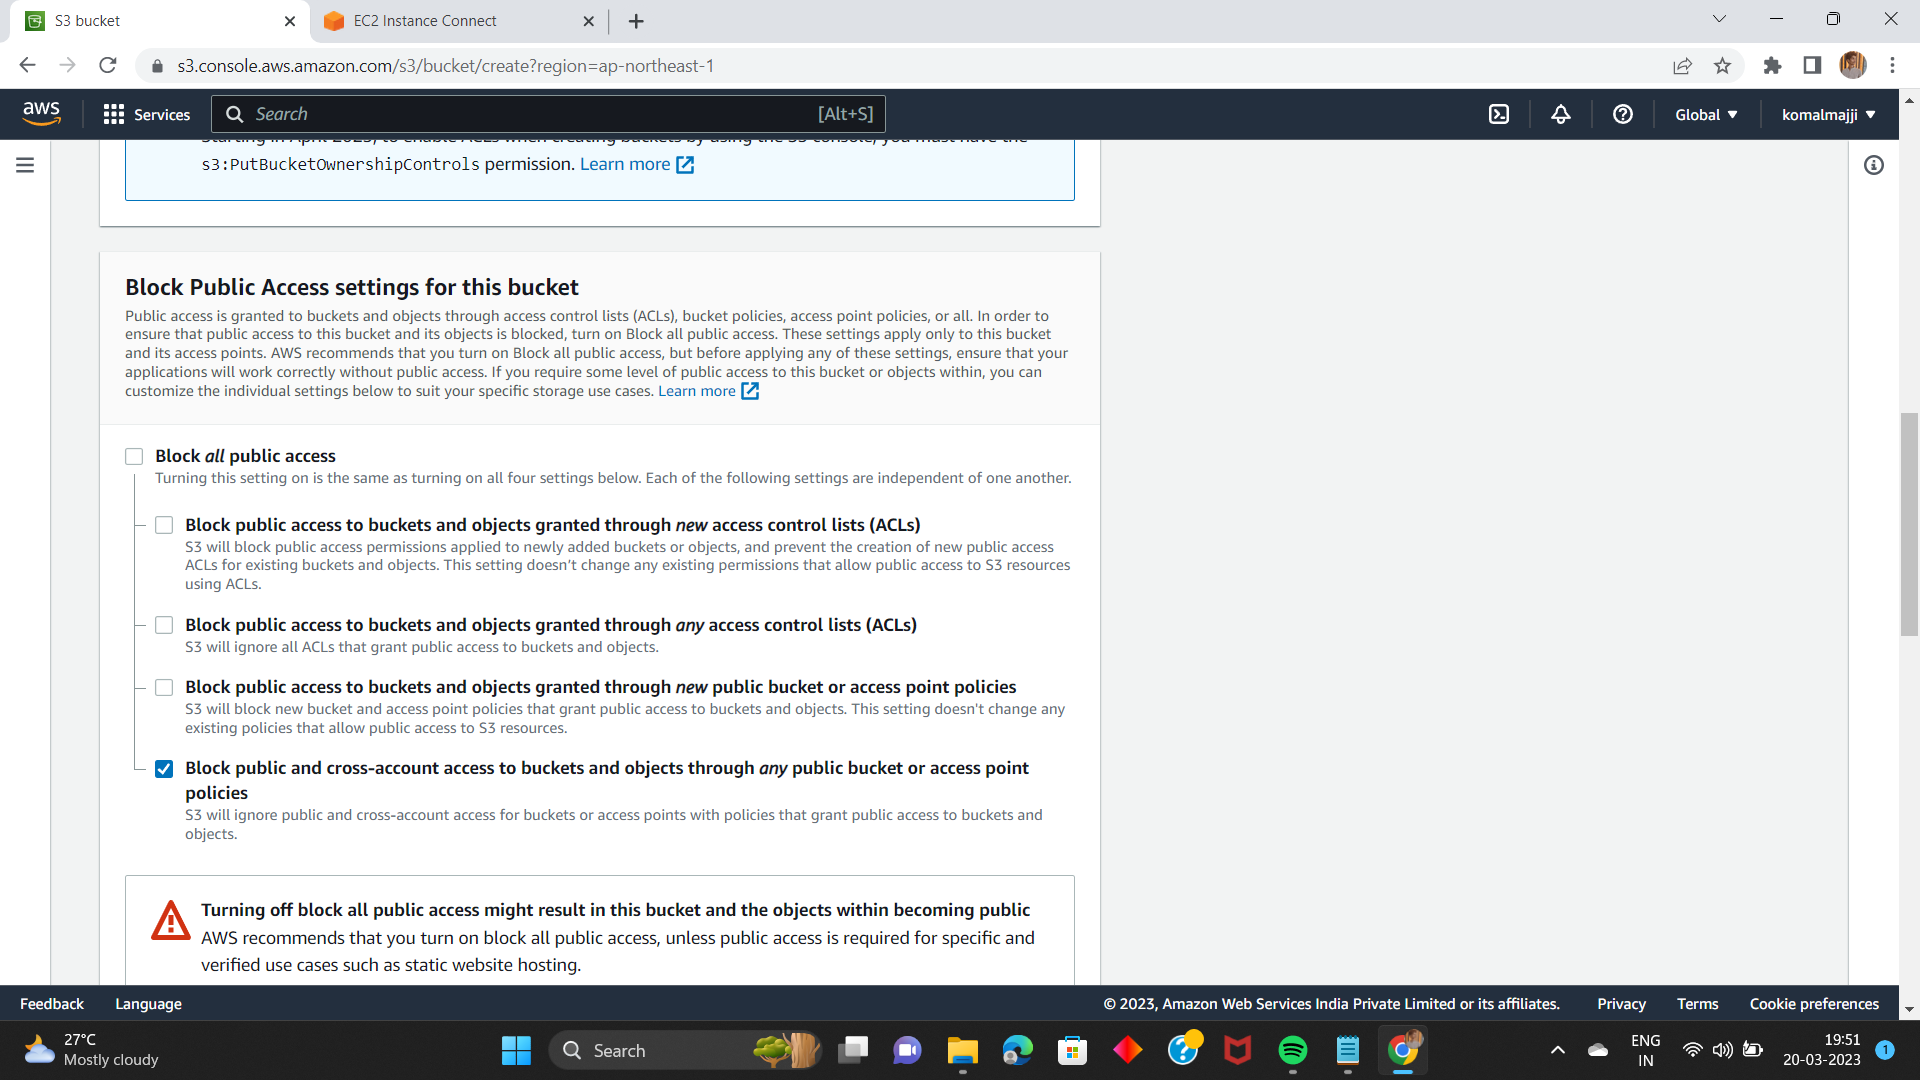 S3 bucket
EC2 Instance Connect
s3.console.aws.amazon.com/s3/bucket/create?region=ap-northeast-1
aws
Services
Search
[Alt+S]
Global
komalmajji
Starting in April 2023, to enable ACLs when creating buckets by using the S3 console, you must have the
s3:PutBucketOwnershipControls permission. Learn more
Block Public Access settings for this bucket
Public access is granted to buckets and objects through access control lists (ACLs), bucket policies, access point policies, or all. In order to
ensure that public access to this bucket and its objects is blocked, turn on Block all public access. These settings apply only to this bucket
and its access points. AWS recommends that you turn on Block all public access, but before applying any of these settings, ensure that your
applications will work correctly without public access. If you require some level of public access to this bucket or objects within, you can
customize the individual settings below to suit your specific storage use cases. Learn more
Block all public access
Turning this setting on is the same as turning on all four settings below. Each of the following settings are independent of one another.
Block public access to buckets and objects granted through new access control lists (ACLs)
S3 will block public access permissions applied to newly added buckets or objects, and prevent the creation of new public access
ACLs for existing buckets and objects. This setting doesn't change any existing permissions that allow public access to S3 resources
using ACLs.
Block public access to buckets and objects granted through any access control lists (ACLs)
S3 will ignore all ACLs that grant public access to buckets and objects.
Block public access to buckets and objects granted through new public bucket or access point policies
S3 will block new bucket and access point policies that grant public access to buckets and objects. This setting doesn't change any
existing policies that allow public access to S3 resources.
Block public and cross-account access to buckets and objects through any public bucket or access point
policies
S3 will ignore public and cross-account access for buckets or access points with policies that grant public access to buckets and
objects.
Turning off block all public access might result in this bucket and the objects within becoming public
AWS recommends that you turn on block all public access, unless public access is required for specific and
verified use cases such as static website hosting.
Feedback
Language
© 2023, Amazon Web Services India Private Limited or its affiliates.
Privacy
Terms
Cookie preferences
27°C
Mostly cloudy
Search
ENG
IN
19:51
20-03-2023
1